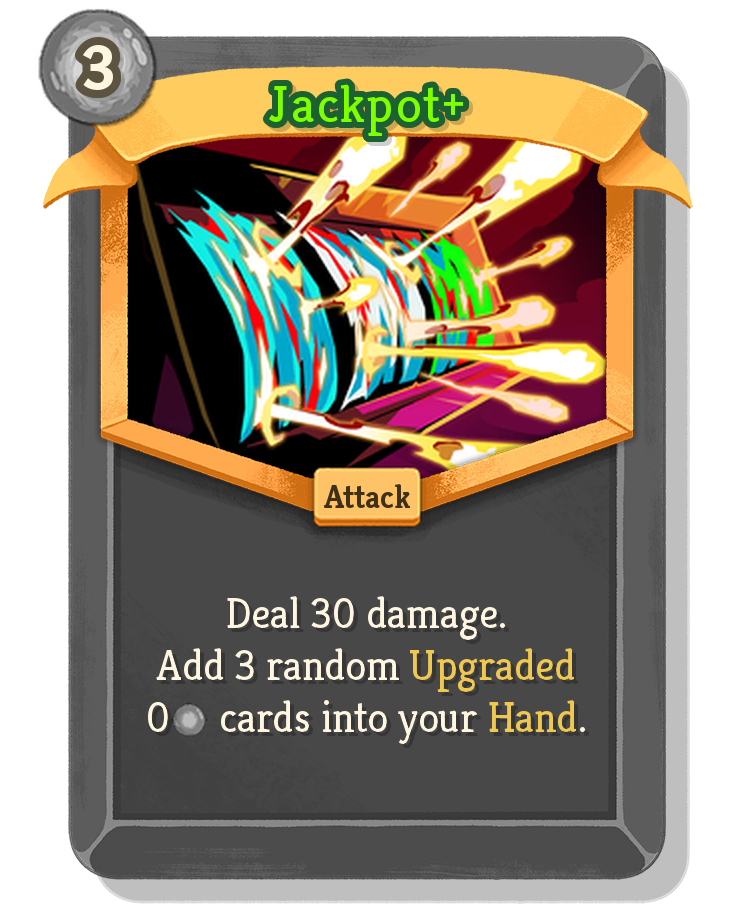 3
Jackpot+
Attack
Deal 30 damage.
Add 3 random Upgraded
0 cards into your Hand.